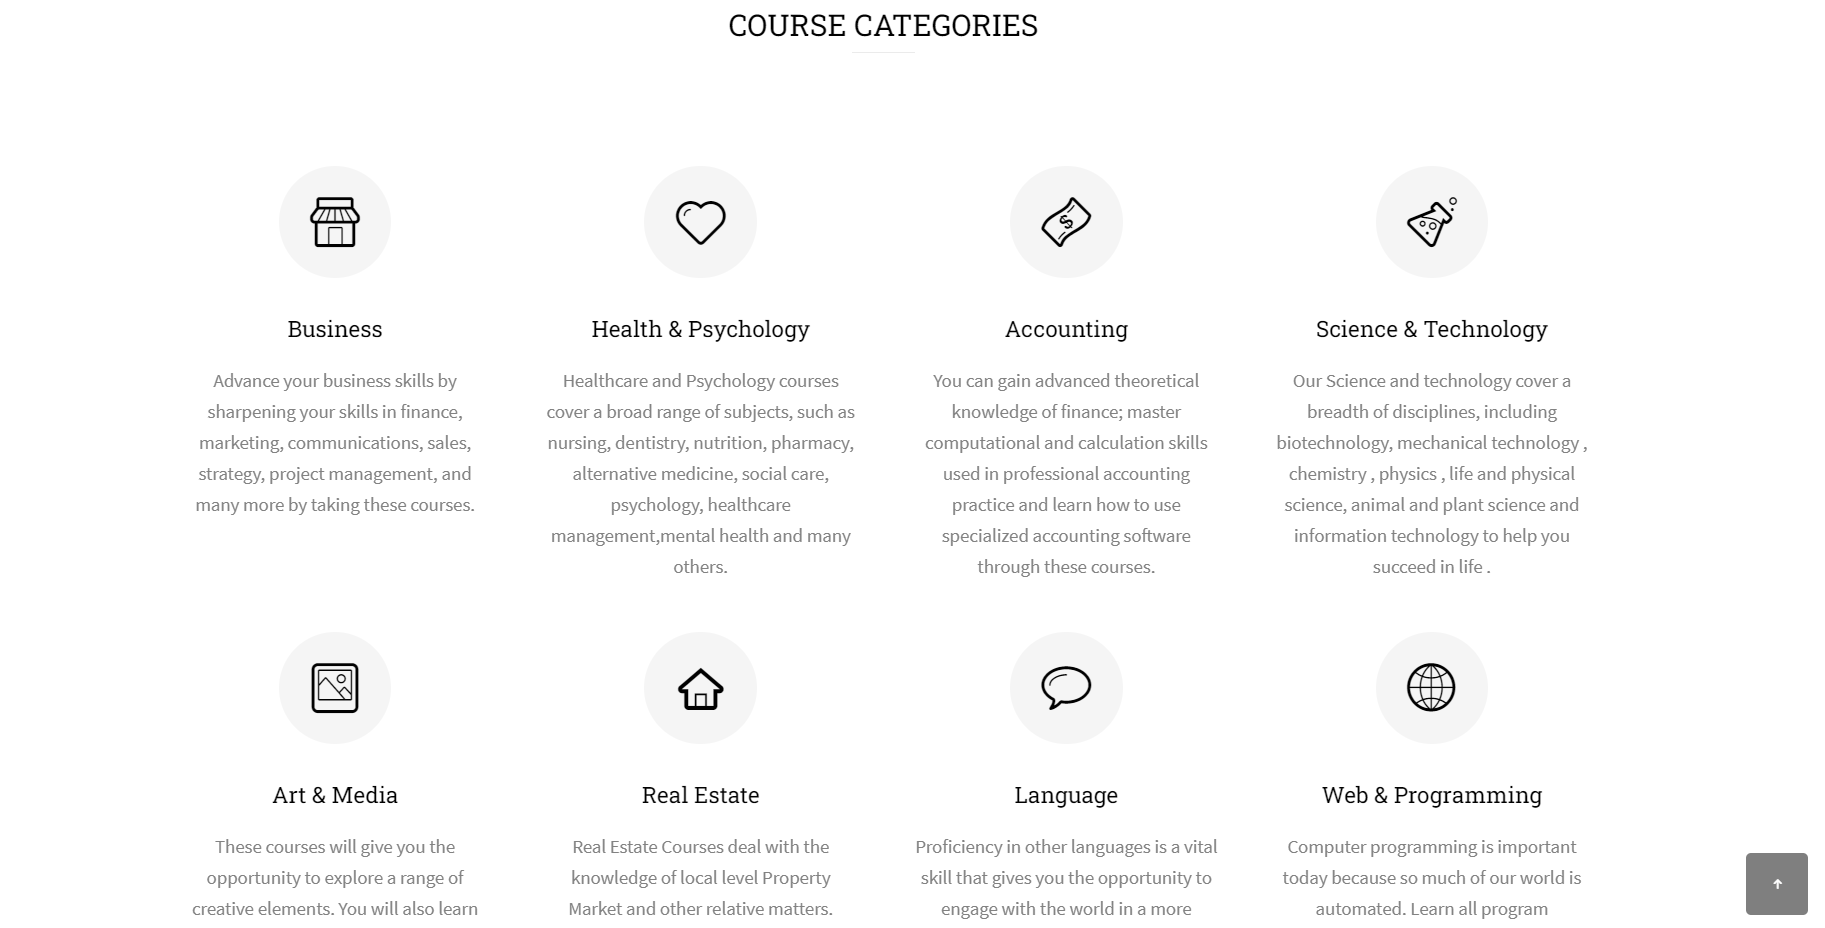 COURSE CATEGORIES
Business
Advance your business skills by
sharpening your skills in finance,
marketing, communications, sales,
strategy, project management, and
many more by taking these courses.
Health & Psychology
Healthcare and Psychology courses
cover a broad range of subjects, such as
nursing, dentistry, nutrition, pharmacy,
alternative medicine, social care,
psychology, healthcare
management,mental health and many
others.
Accounting
You can gain advanced theoretical
knowledge of finance; master
computational and calculation skills
used in professional accounting
practice and learn how to use
specialized accounting software
through these courses.
Science & Technology
Our Science and technology cover a
breadth of disciplines, including
biotechnology, mechanical technology ,
chemistry , physics , life and physical
science, animal and plant science and
information technology to help you
succeed in life .
Art & Media
These courses will give you the
opportunity to explore a range of
creative elements. You will also learn
Real Estate
Real Estate Courses deal with the
knowledge of local level Property
Market and other relative matters.
Language
Proficiency in other languages is a vital
skill that gives you the opportunity to
engage with the world in a more
Web & Programming
Computer programming is important
today because so much of our world is
automated. Learn all program